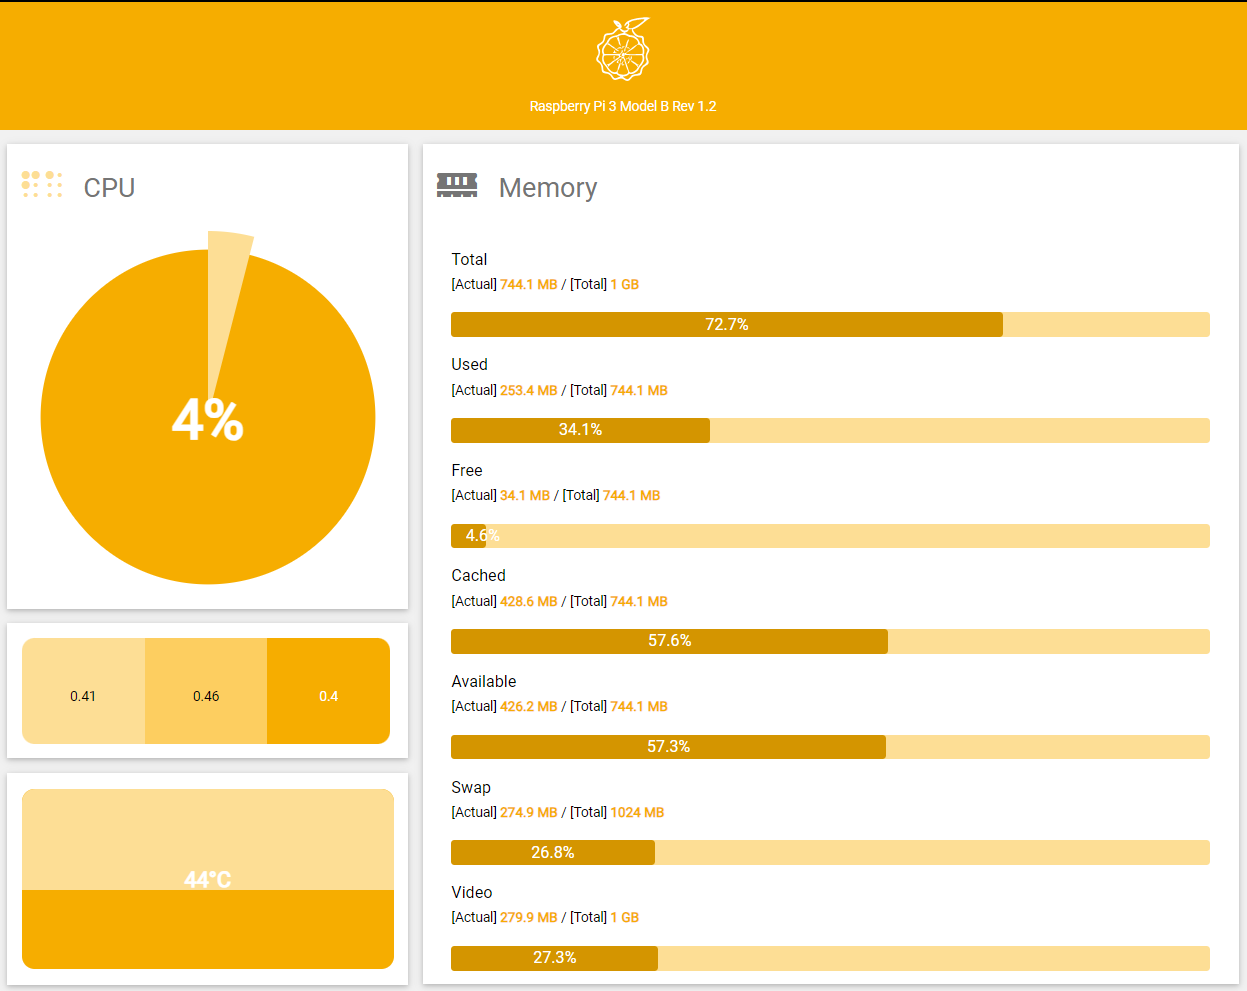 Raspberry Pi 3 Model B Rev 1.2
CPU
4%
0.41 0.46 0.4
44°C
Memory
Total
[Actual] 744.1 MB / [Total] 1 GB
72.7%
Used
[Actual] 253.4 MB / [Total] 744.1 MB
34.1%
Free
[Actual] 34.1 MB / [Total] 744.1 MB
4.6%
Cached
[Actual] 428.6 MB / [Total] 744.1 MB
57.6%
Available
[Actual] 426.2 MB / [Total] 744.1 MB
57.3%
Swap
[Actual] 274.9 MB / [Total] 1024 MB
26.8%
Video
[Actual] 279.9 MB / [Total] 1 GB
27.3%